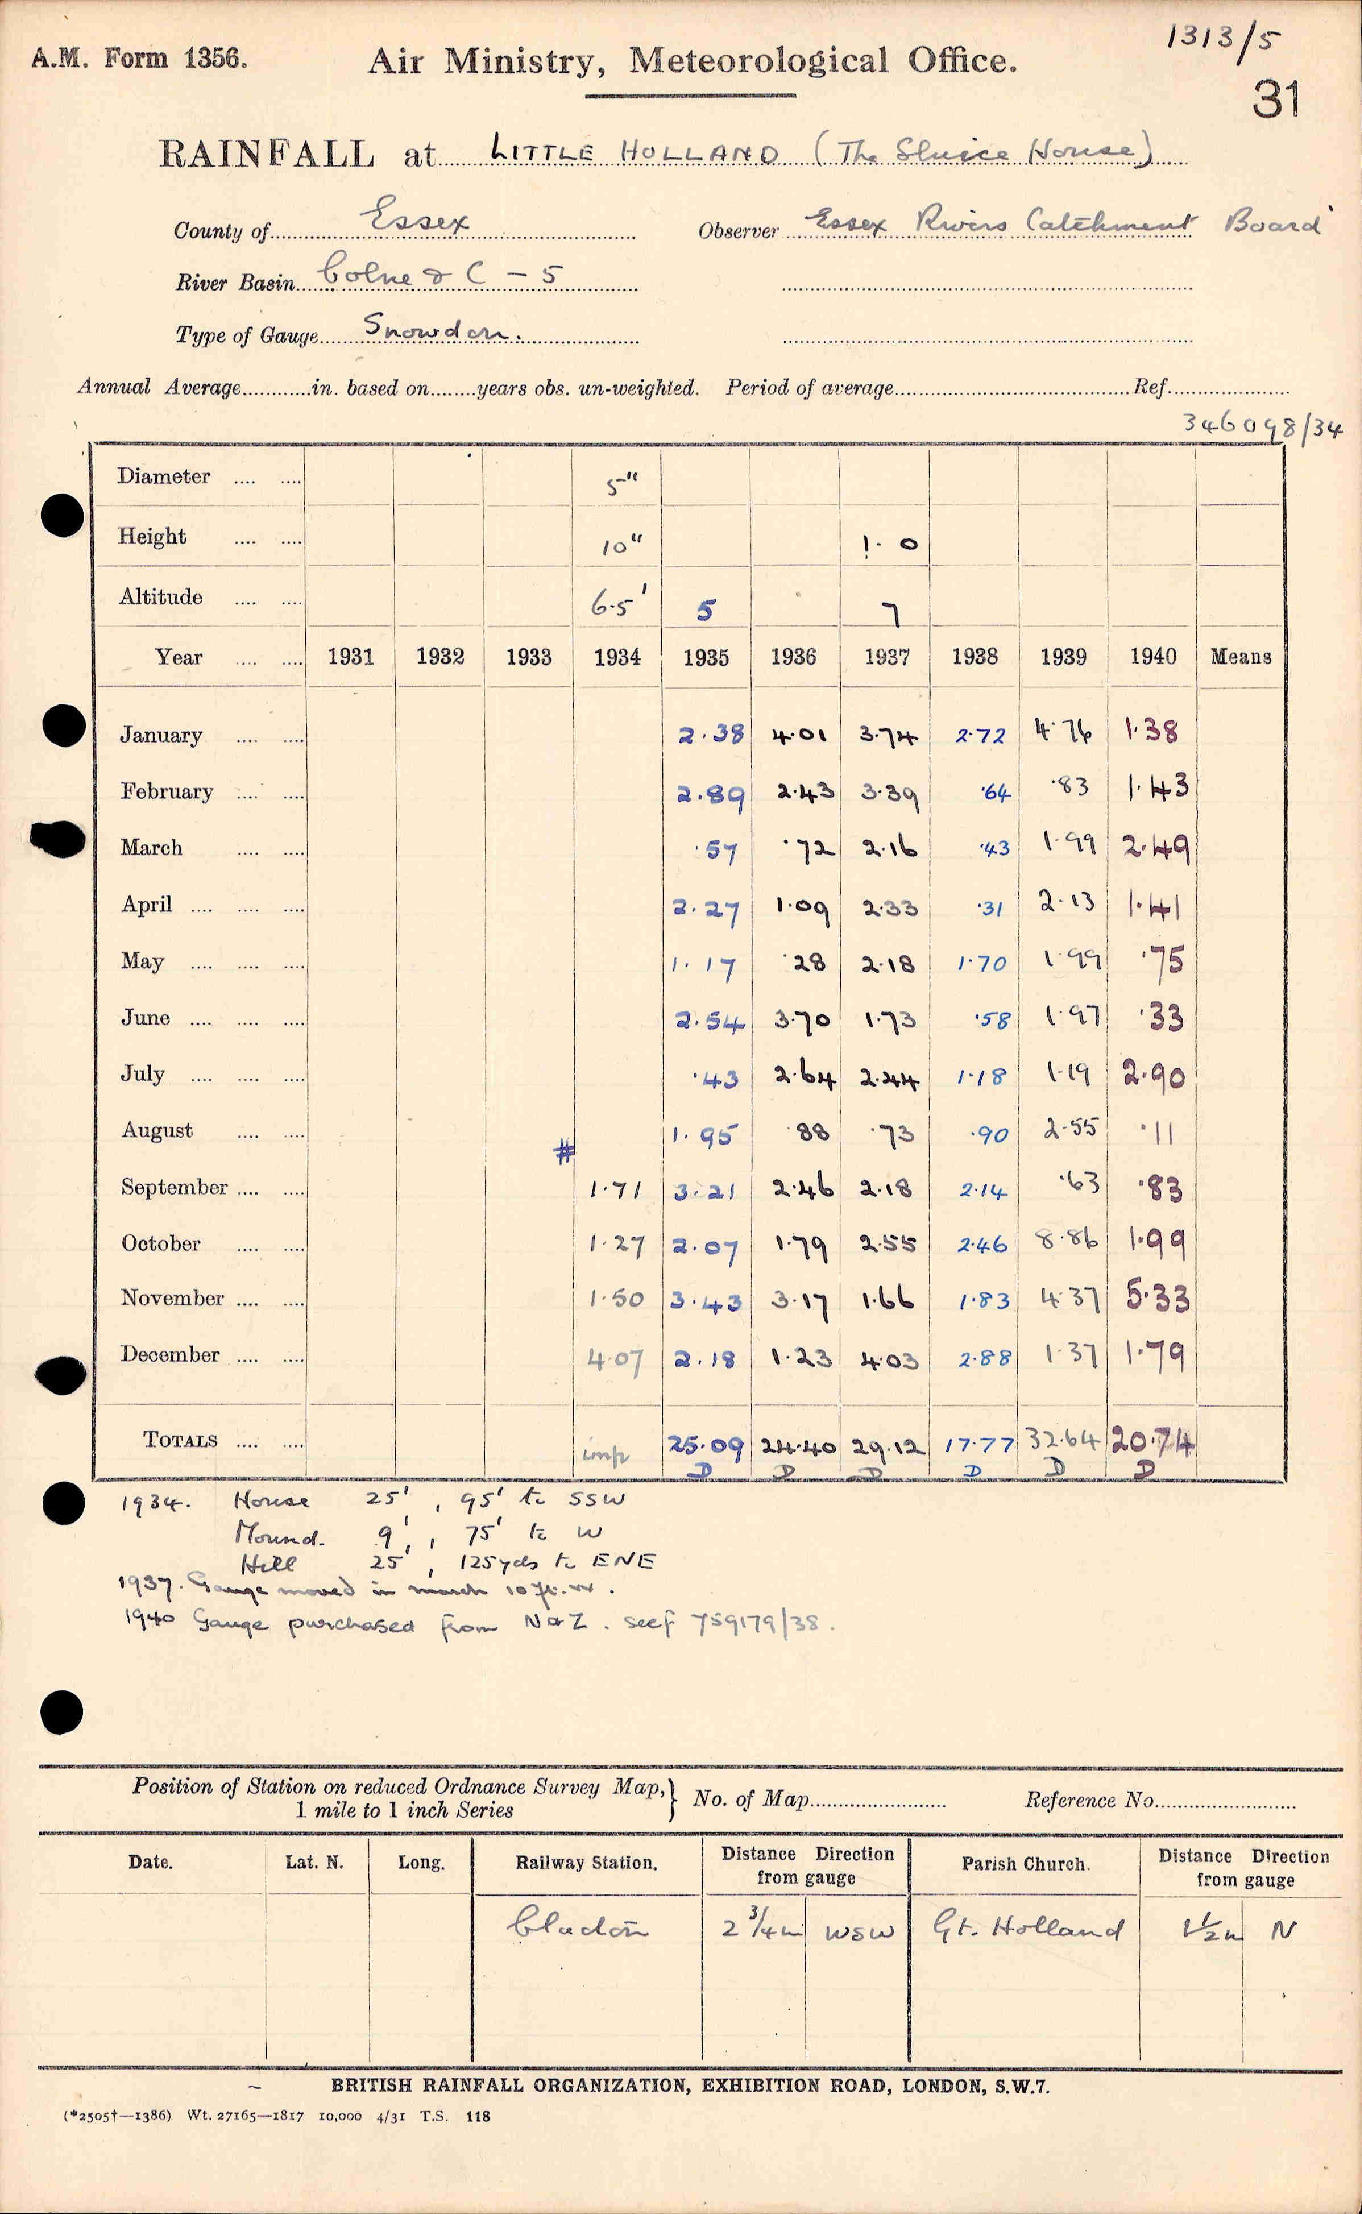 1313/5
A.M. Form 1356. Air Ministry, Meteorological Office.
31
RAINFALL at LITTLE HOLLAND (The Sluice House)
County of Essex Observer Essex Rivers Catchment Board
River Basin Colne & C - 5
Type of Gauge Snowdon.
Annual Average............in. based on........years obs. un-weighted. Period of average........................................Ref.....................
346098/34
Diameter .... .... 5"
Height .... .... 10" 1. 0
Altitude .... .... 6.5' 5 7
Year .... .... 1931 1932 1933 1934 1935 1936 1937 1938 1939 1940 Means
January .... .... 2.38 4.01 3.74 2.72 4.76 1.38
February .... .... 2.89 2.43 3.39 .64 .83 1.43
March .... .... .57 .72 2.16 .43 1.99 2.49
April .... .... .... 2.27 1.09 2.33 .31 2.13 1.41
May .... .... .... 1.17 .28 2.18 1.70 1.99 .75
June .... .... .... 2.54 3.70 1.73 .58 1.97 .33
July .... .... .... .43 2.64 2.44 1.18 1.19 2.90
August .... .... # 1.95 .88 .73 .90 2.55 .11
September .... .... 1.71 3.21 2.46 2.18 2.14 .63 .83
October .... .... 1.27 2.07 1.79 2.55 2.46 8.86 1.99
November .... .... 1.50 3.43 3.17 1.66 1.83 4.37 5.33
December .... .... 4.07 2.18 1.23 4.03 2.88 1.37 1.79
TOTALS .... .... imp 25.09 24.40 29.12 17.77 32.64 20.74
D D D D D D
1934. House 25', 95' to SSW
Mound. 9', 75' to W
Hill 25', 125yds to ENE
1937. Gauge moved in march 10 ft. W.
1940 Gauge purchased from N & Z. see 759179/38.
Position of Station on reduced Ordnance Survey Map, } No. of Map........................ Reference No.........................
1 mile to 1 inch Series
Date. Lat. N. Long. Railway Station. Distance Direction Parish Church. Distance Direction
from gauge from gauge
Clacton 2 3/4 m WSW Gt. Holland 1 1/2 m N
BRITISH RAINFALL ORGANIZATION, EXHIBITION ROAD, LONDON, S.W.7.
(*2505†—1386) Wt. 27165—1817 10,000 4/31 T.S. 118